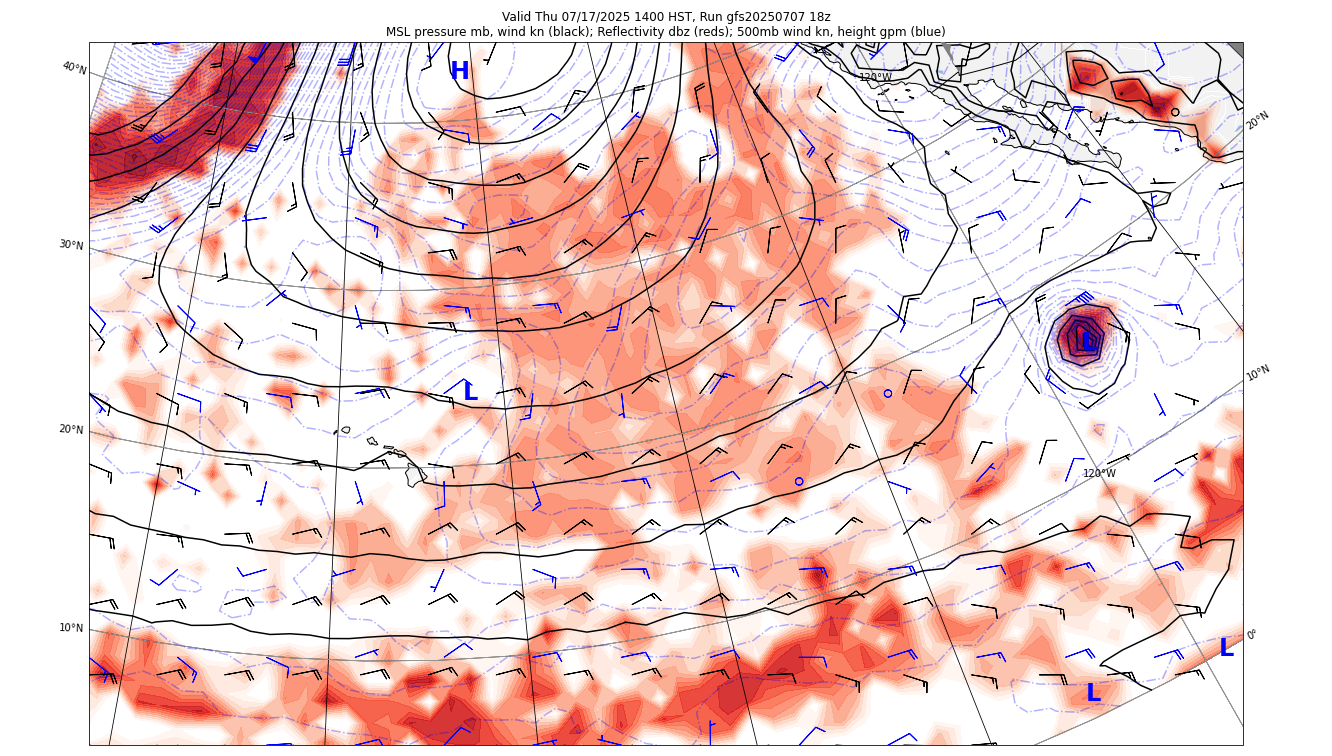 Valid Thu 07/17/2025 1400 HST, Run gfs20250707 18z
MSL pressure mb, wind kn (black); Reflectivity dbz (reds); 500mb wind kn, height gpm (blue)
40°N
H
120°W
20°N
30°N
L
10°N
L
20°N
120°W
10°N
0°
L
L